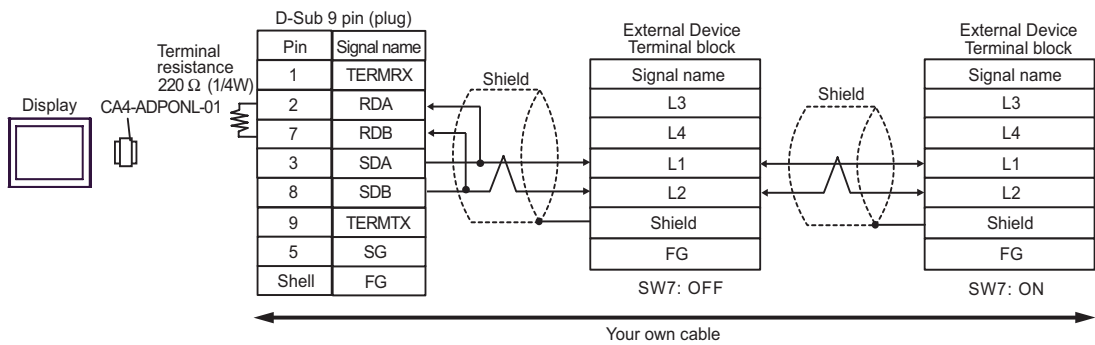 D-Sub 9 pin (plug)
Pin Signal name
1 TERMRX
2 RDA
7 RDB
3 SDA
8 SDB
9 TERMTX
5 SG
Shell FG
Terminal
resistance
220 Ω (1/4W)
Display
CA4-ADPONL-01
Shield
External Device
Terminal block
Signal name
L3
L4
L1
L2
Shield
FG
SW7: OFF
Shield
External Device
Terminal block
Signal name
L3
L4
L1
L2
Shield
FG
SW7: ON
Your own cable